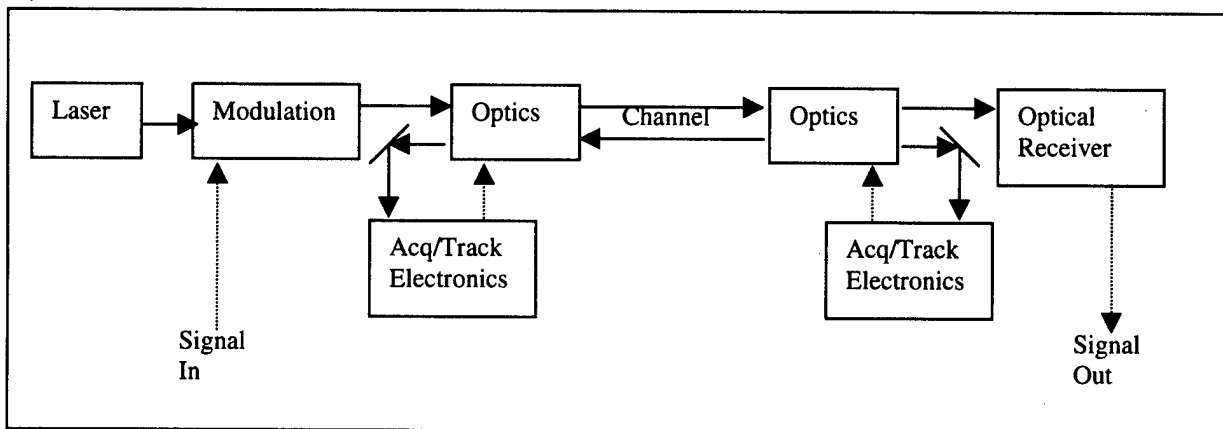 Laser
Modulation
Optics
Channel
Optics
Optical
Receiver
Acq/Track
Electronics
Acq/Track
Electronics
Signal
In
Signal
Out